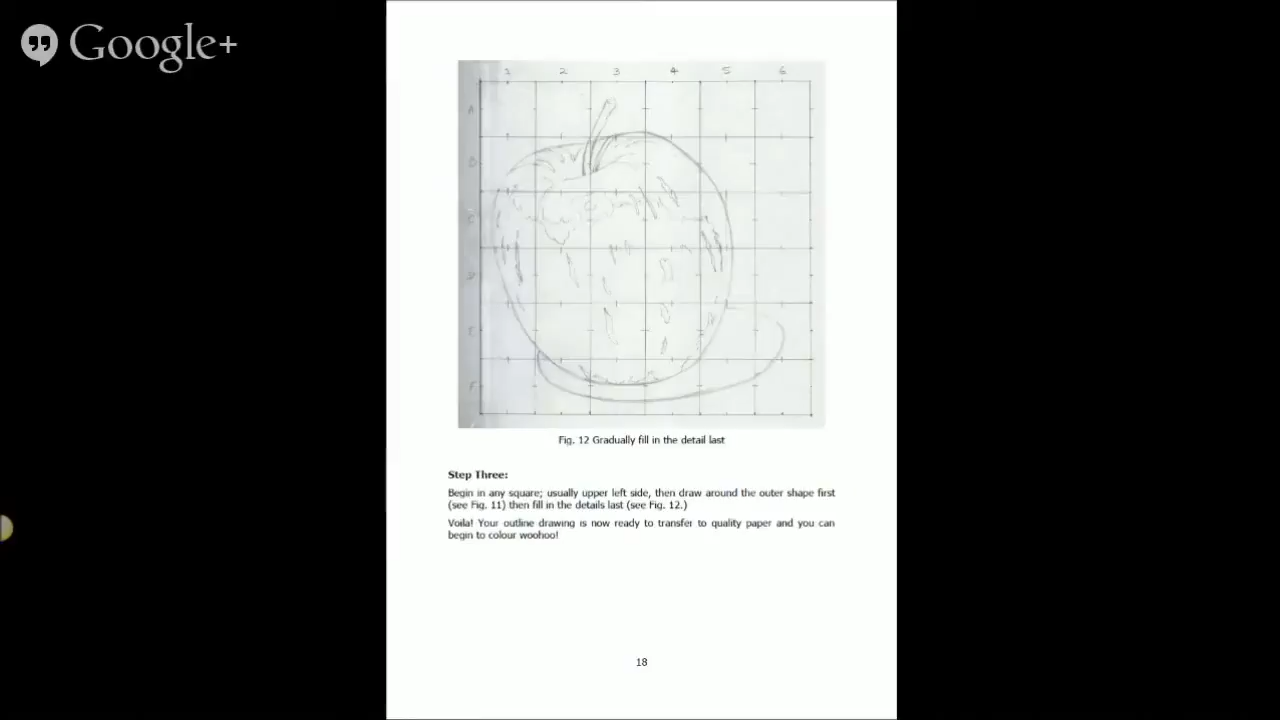 Google+
1 2 3 4 5 6
A
B
C
D
E
F
Fig. 12 Gradually fill in the detail last
Step Three:
Begin in any square; usually upper left side, then draw around the outer shape first
(see Fig. 11) then fill in the details last (see Fig. 12.)
Voila! Your outline drawing is now ready to transfer to quality paper and you can
begin to colour woohoo!
18